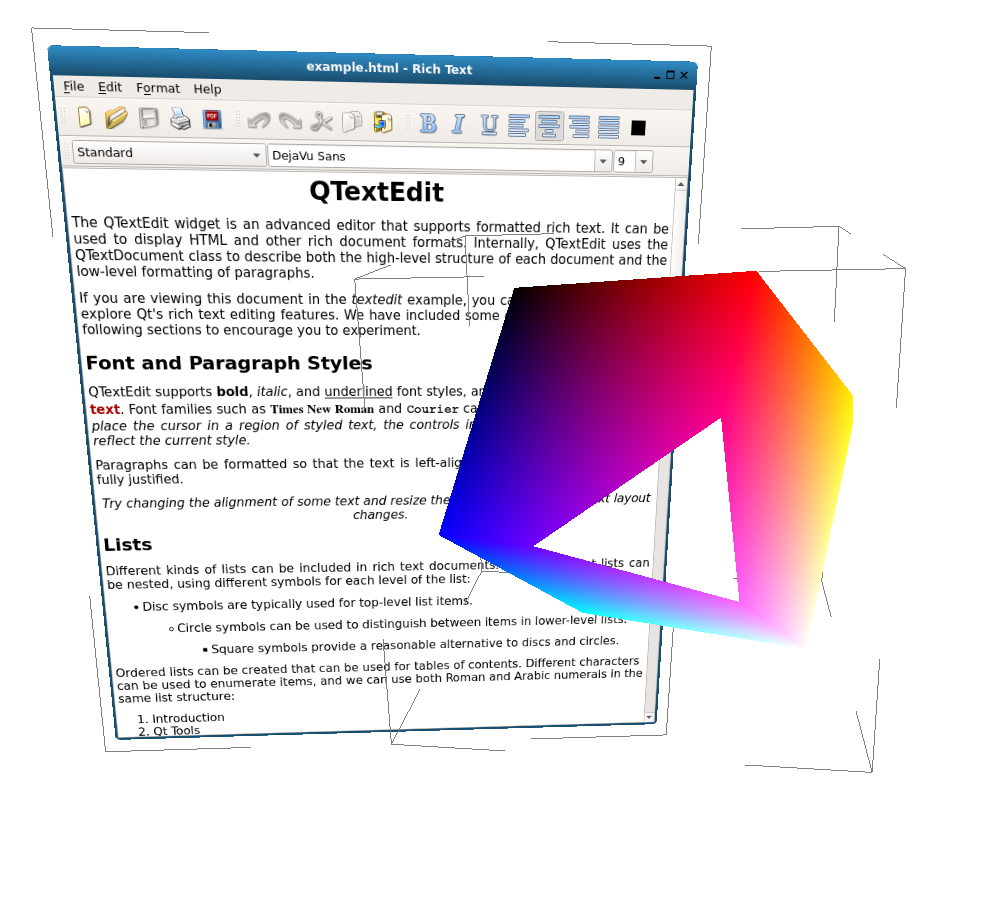 example.html - Rich Text
File Edit Format Help
B I U
Standard DejaVu Sans 9
QTextEdit
The QTextEdit widget is an advanced editor that supports formatted rich text. It can be
used to display HTML and other rich document formats. Internally, QTextEdit uses the
QTextDocument class to describe both the high-level structure of each document and the
low-level formatting of paragraphs.
If you are viewing this document in the textedit example, you
explore Qt's rich text editing features. We have included some
following sections to encourage you to experiment.
Font and Paragraph Styles
QTextEdit supports bold, italic, and underlined font styles,
text. Font families such as Times New Roman and Courier
place the cursor in a region of styled text, the controls
reflect the current style.
Paragraphs can be formatted so that the text is
fully justified.
Try changing the alignment of some text and resize the layout
changes.
Lists
Different kinds of lists can be included in rich text documents. lists can
be nested, using different symbols for each level of the list:
• Disc symbols are typically used for top-level list items.
◦ Circle symbols can be used to distinguish between items in lower-level lists.
▪ Square symbols provide a reasonable alternative to discs and circles.
Ordered lists can be created that can be used for tables of contents. Different characters
can be used to enumerate items, and we can use both Roman and Arabic numerals in the
same list structure:
1. Introduction
2. Qt Tools